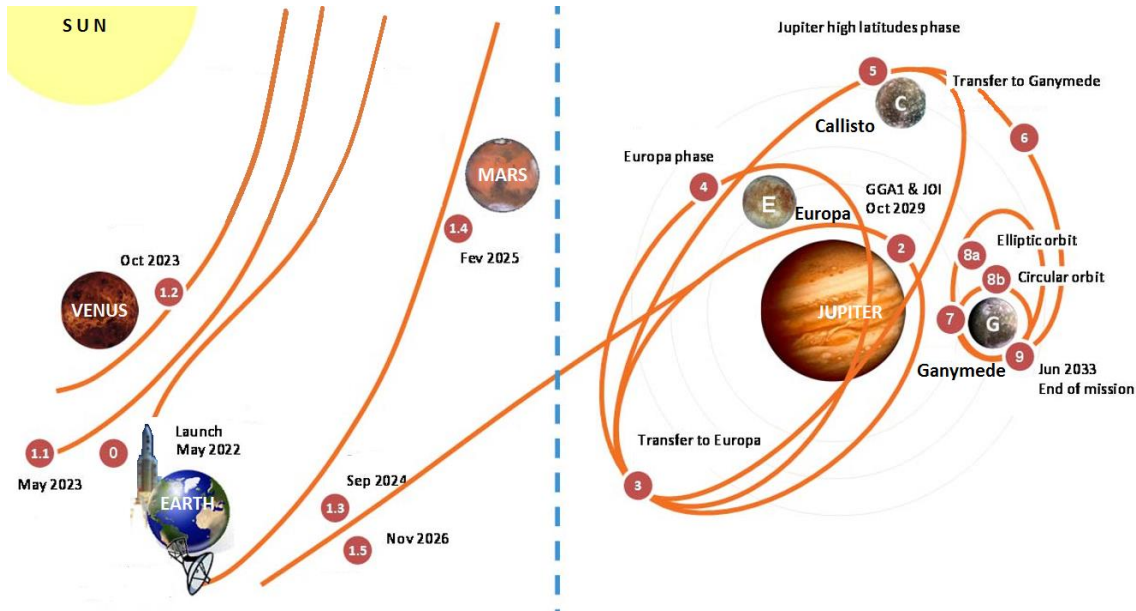 S U N
Oct 2023
1.2
VENUS
MARS
1.4
Fev 2025
1.1
May 2023
0
Launch
May 2022
EARTH
Sep 2024
1.3
1.5
Nov 2026
Jupiter high latitudes phase
5
Transfer to Ganymede
C
Callisto
6
Europa phase
4
E
Europa
GGA1 & JOI
Oct 2029
2
JUPITER
Elliptic orbit
8a
Circular orbit
8b
7
G
Ganymede
9
Jun 2033
End of mission
Transfer to Europa
3